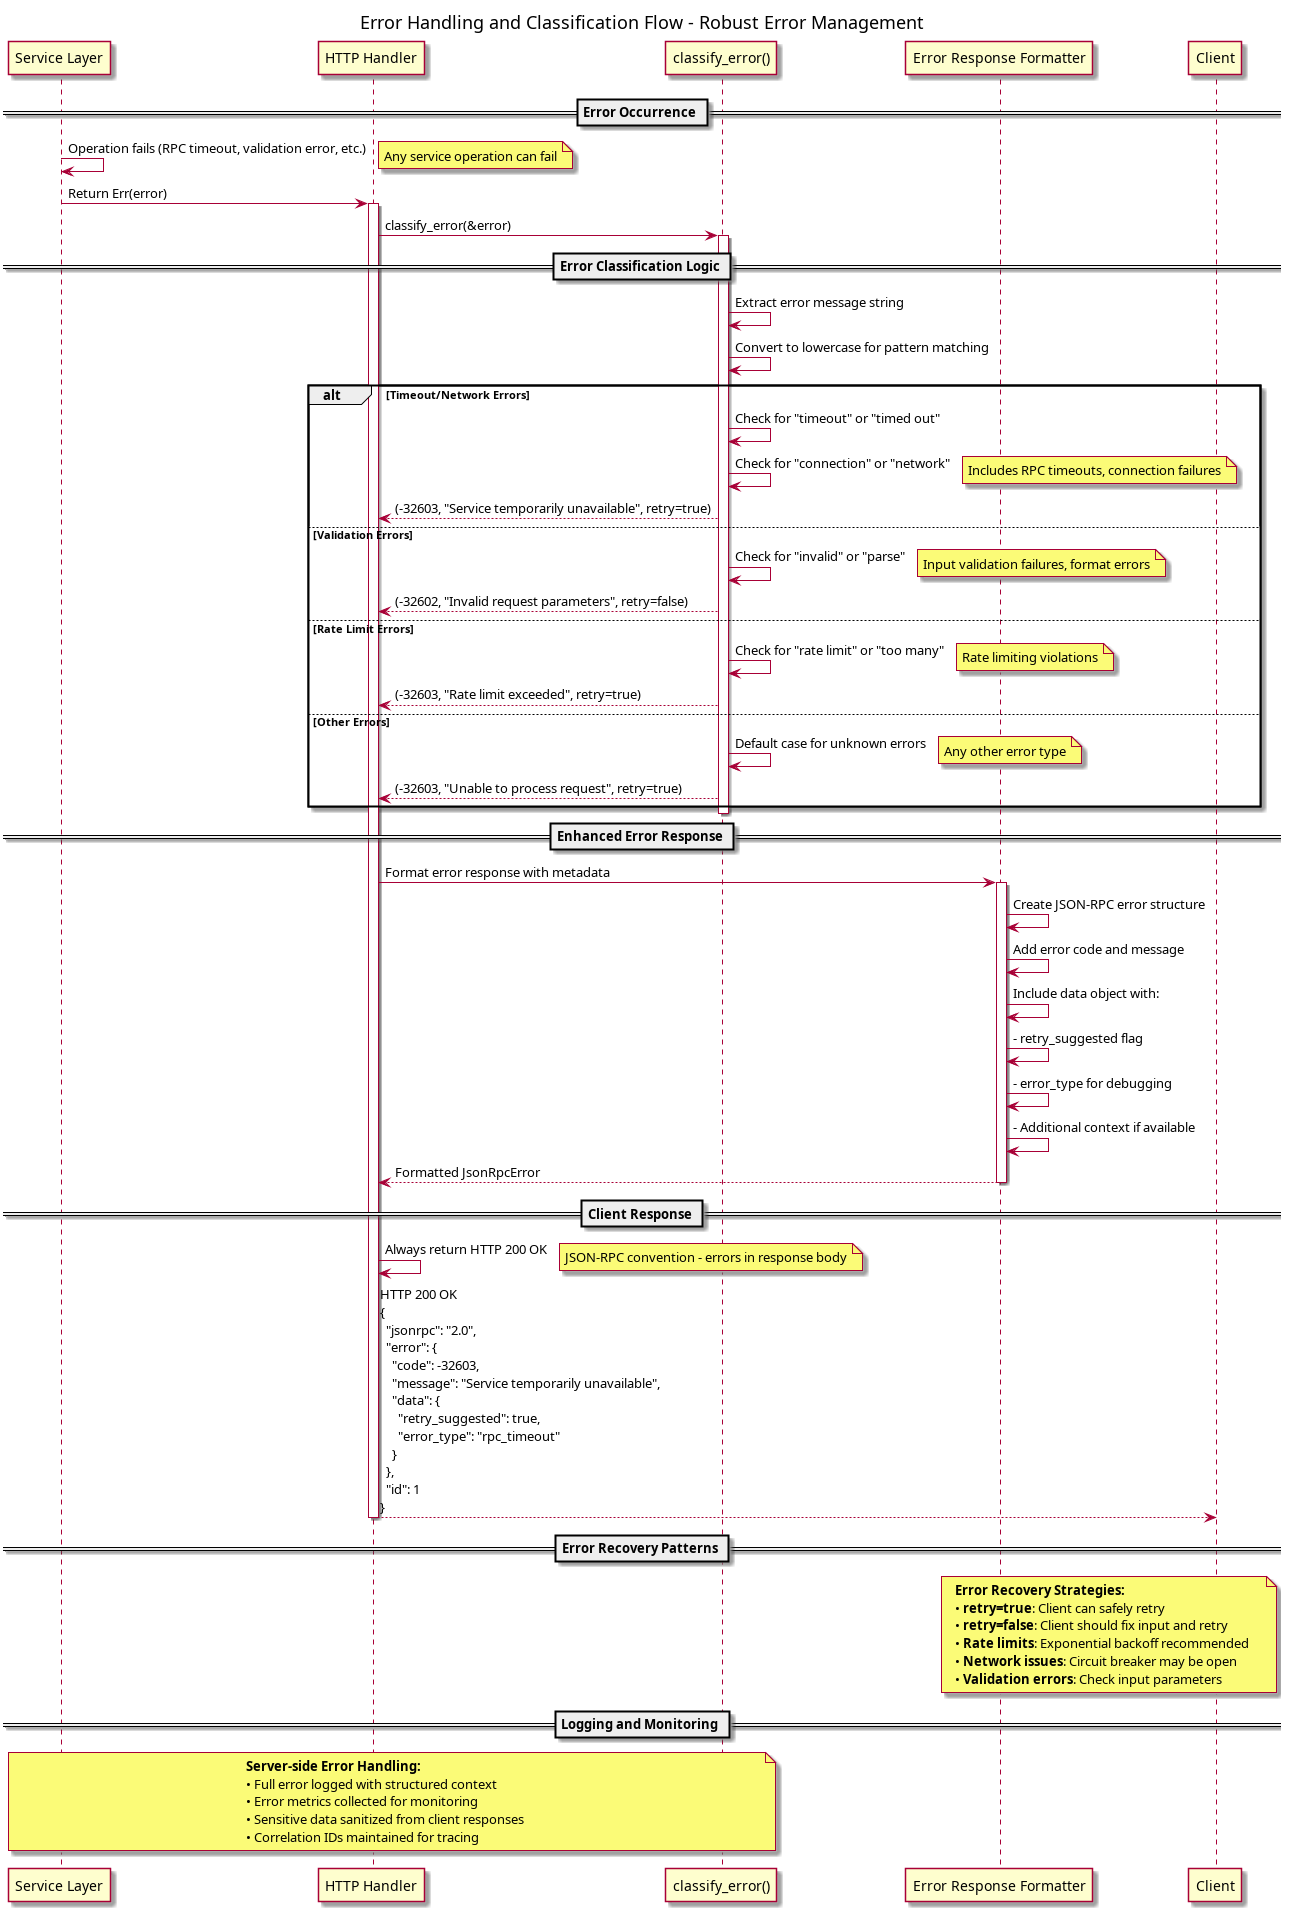 Error Handling and Classification Flow - Robust Error Management
Service Layer
HTTP Handler
classify_error()
Error Response Formatter
Client
Error Occurrence
Operation fails (RPC timeout, validation error, etc.)
Any service operation can fail
Return Err(error)
classify_error(&error)
Error Classification Logic
Extract error message string
Convert to lowercase for pattern matching
alt
[Timeout/Network Errors]
Check for "timeout" or "timed out"
Check for "connection" or "network"
Includes RPC timeouts, connection failures
(-32603, "Service temporarily unavailable", retry=true)
[Validation Errors]
Check for "invalid" or "parse"
Input validation failures, format errors
(-32602, "Invalid request parameters", retry=false)
[Rate Limit Errors]
Check for "rate limit" or "too many"
Rate limiting violations
(-32603, "Rate limit exceeded", retry=true)
[Other Errors]
Default case for unknown errors
Any other error type
(-32603, "Unable to process request", retry=true)
Enhanced Error Response
Format error response with metadata
Create JSON-RPC error structure
Add error code and message
Include data object with:
- retry_suggested flag
- error_type for debugging
- Additional context if available
Formatted JsonRpcError
Client Response
Always return HTTP 200 OK
JSON-RPC convention - errors in response body
HTTP 200 OK
{
"jsonrpc": "2.0",
"error": {
"code": -32603,
"message": "Service temporarily unavailable",
"data": {
"retry_suggested": true,
"error_type": "rpc_timeout"
}
},
"id": 1
}
Error Recovery Patterns
Error Recovery Strategies:
• retry=true: Client can safely retry
• retry=false: Client should fix input and retry
• Rate limits: Exponential backoff recommended
• Network issues: Circuit breaker may be open
• Validation errors: Check input parameters
Logging and Monitoring
Server-side Error Handling:
• Full error logged with structured context
• Error metrics collected for monitoring
• Sensitive data sanitized from client responses
• Correlation IDs maintained for tracing
Service Layer
HTTP Handler
classify_error()
Error Response Formatter
Client